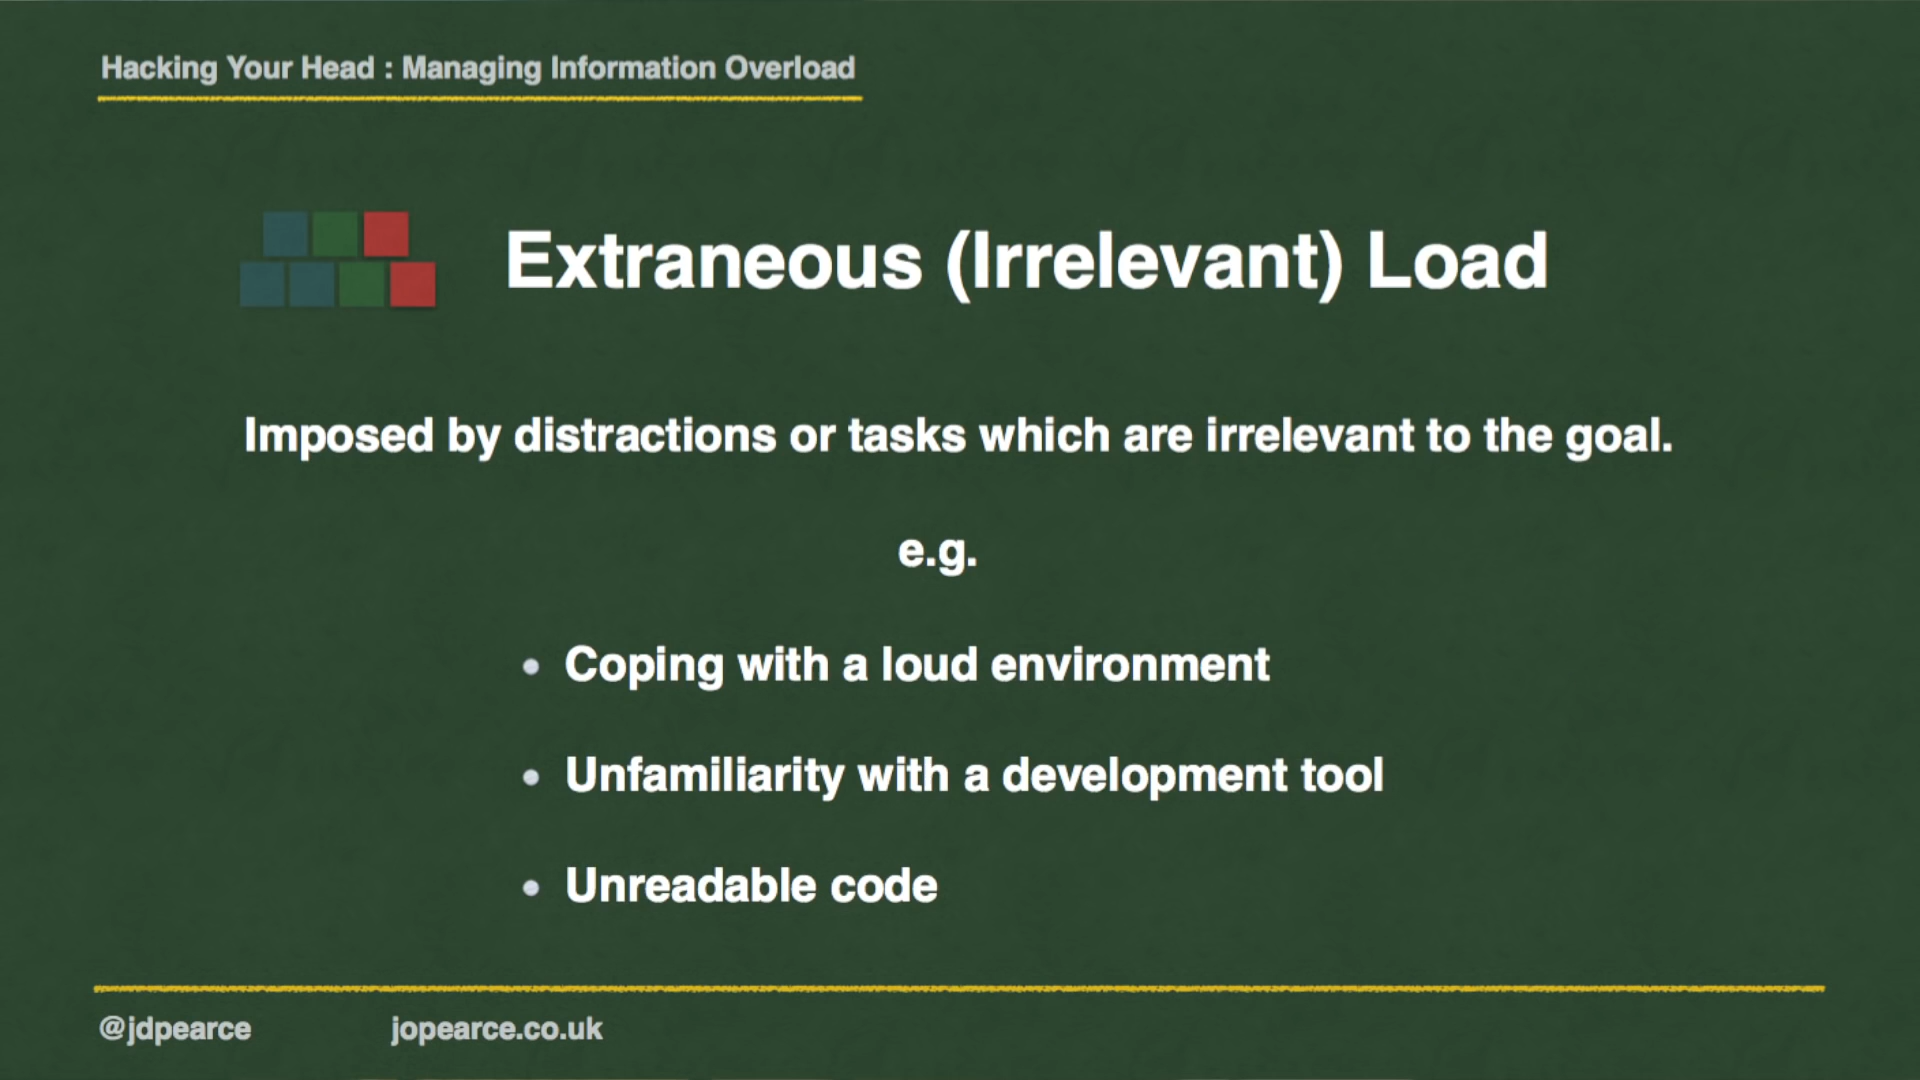 Hacking Your Head : Managing Information Overload
Extraneous (Irrelevant) Load
Imposed by distractions or tasks which are irrelevant to the goal.
e.g.
• Coping with a loud environment
• Unfamiliarity with a development tool
• Unreadable code
@jdpearce jopearce.co.uk